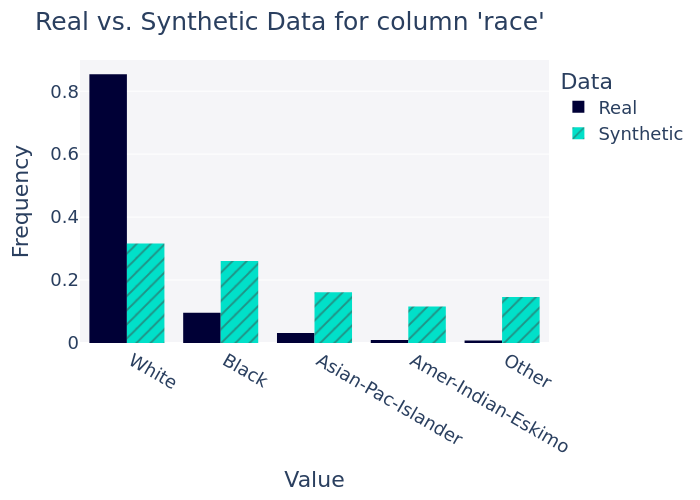 Real vs. Synthetic Data for column 'race'
Data
Real
Synthetic
Frequency
0.8
0.6
0.4
0.2
0
White
Black
Asian-Pac-Islander
Amer-Indian-Eskimo
Other
Value